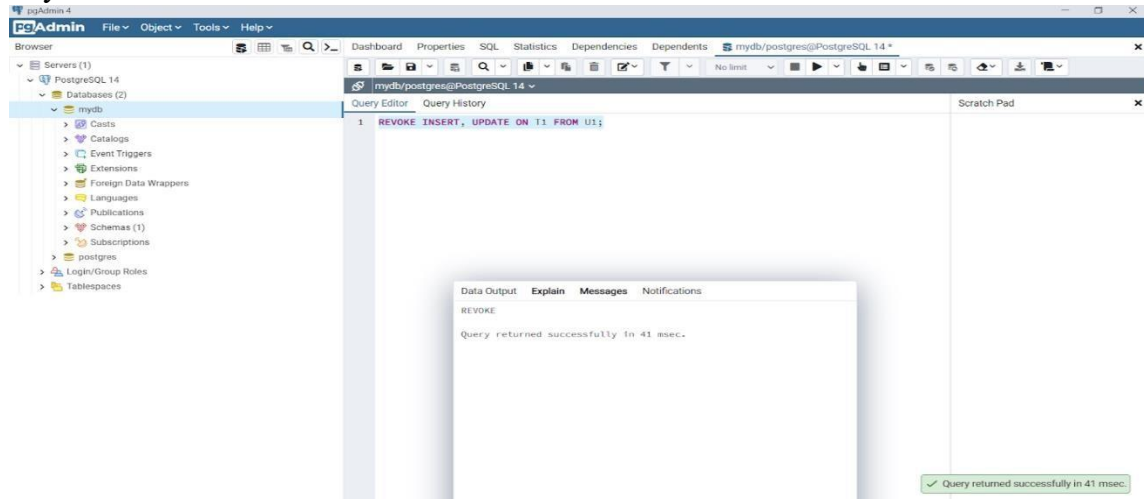 pgAdmin 4
PgAdmin File Object Tools Help
Browser
Dashboard Properties SQL Statistics Dependencies Dependents mydb/postgres@PostgreSQL 14 *
Servers (1)
PostgreSQL 14
Databases (2)
mydb
Casts
Catalogs
Event Triggers
Extensions
Foreign Data Wrappers
Languages
Publications
Schemas (1)
Subscriptions
postgres
Login/Group Roles
Tablespaces
No limit
mydb/postgres@PostgreSQL 14
Query Editor Query History
Scratch Pad
1 REVOKE INSERT, UPDATE ON T1 FROM U1;
Data Output Explain Messages Notifications
REVOKE
Query returned successfully in 41 msec.
Query returned successfully in 41 msec.